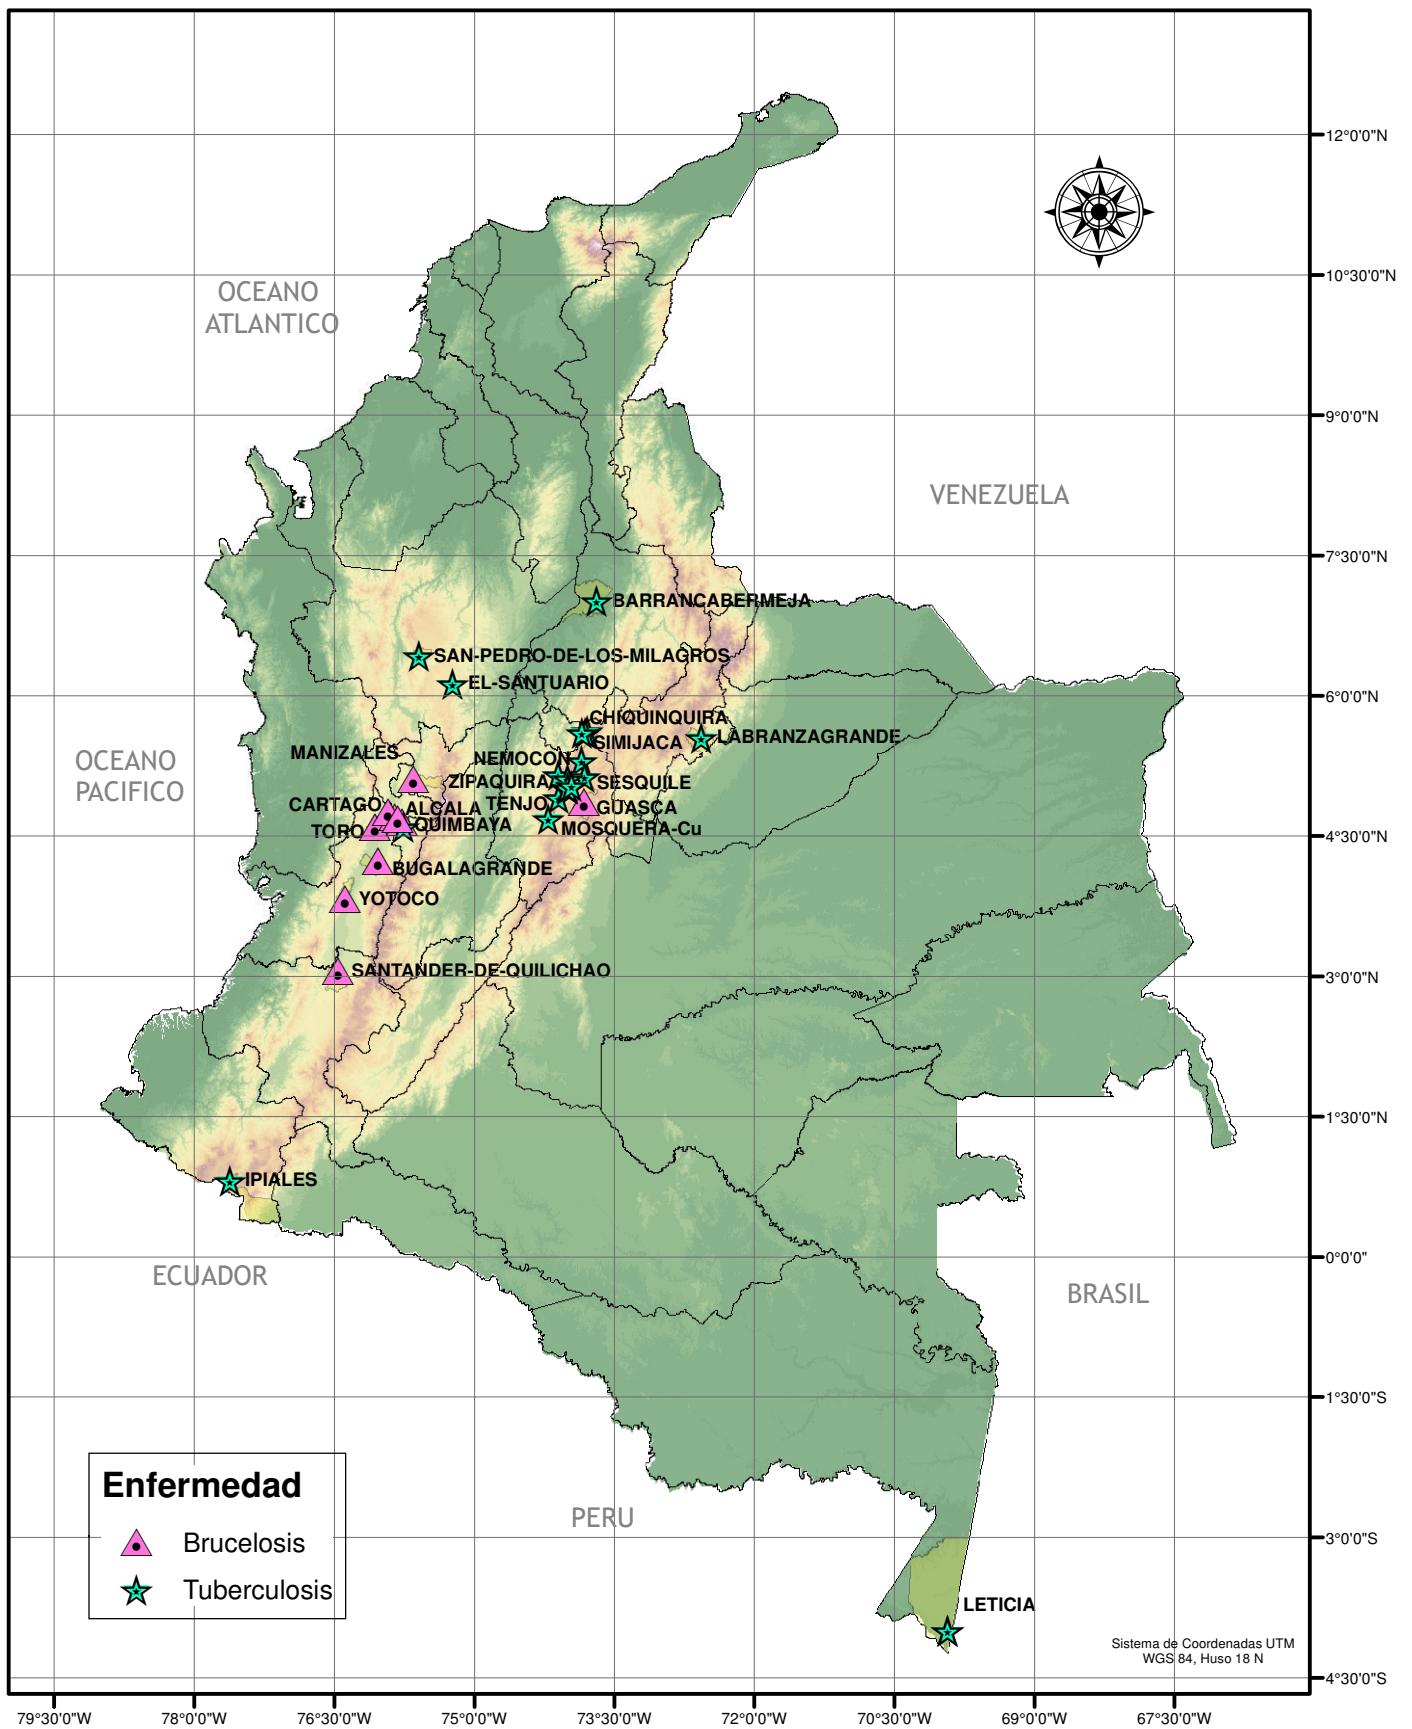 12°0'0"N
10°30'0"N
OCEANO
ATLANTICO
9°0'0"N
VENEZUELA
7°30'0"N
BARRANCABERMEJA
SAN-PEDRO-DE-LOS-MILAGROS
EL-SANTUARIO
6°0'0"N
CHIQUINQUIRA
LABRANZAGRANDE
SIMIJACA
MANIZALES
NEMOCON
OCEANO
PACIFICO
ZIPAQUIRA
SESQUILE
CARTAGO
ALCALA
TENJO
GUASCA
TORO
QUIMBAYA
MOSQUERA-Cu
4°30'0"N
BUGALAGRANDE
YOTOCO
SANTANDER-DE-QUILICHAO
3°0'0"N
1°30'0"N
IPIALES
0°0'0"
ECUADOR
BRASIL
1°30'0"S
Enfermedad
Brucelosis
Tuberculosis
PERU
3°0'0"S
LETICIA
Sistema de Coordenadas UTM
WGS 84, Huso 18 N
4°30'0"S
79°30'0"W 78°0'0"W 76°30'0"W 75°0'0"W 73°30'0"W 72°0'0"W 70°30'0"W 69°0'0"W 67°30'0"W